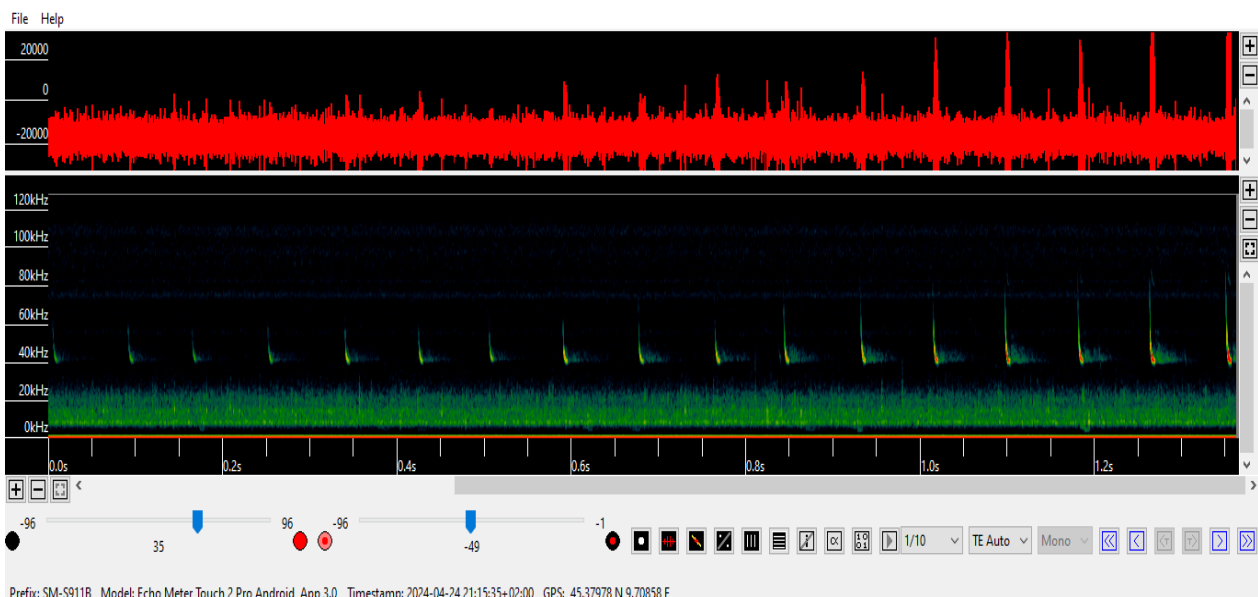 File Help
20000
0
-20000
120kHz
100kHz
80kHz
60kHz
40kHz
20kHz
0kHz
0.0s 0.2s 0.4s 0.6s 0.8s 1.0s 1.2s
-96 96 -96 -1
35 -49
1/10 TE Auto Mono
Prefix: SM-S911B Model: Echo Meter Touch 2 Pro Android App 3.0 Timestamp: 2024-04-24 21:15:35+02:00 GPS: 45.37978 N 9.70858 E